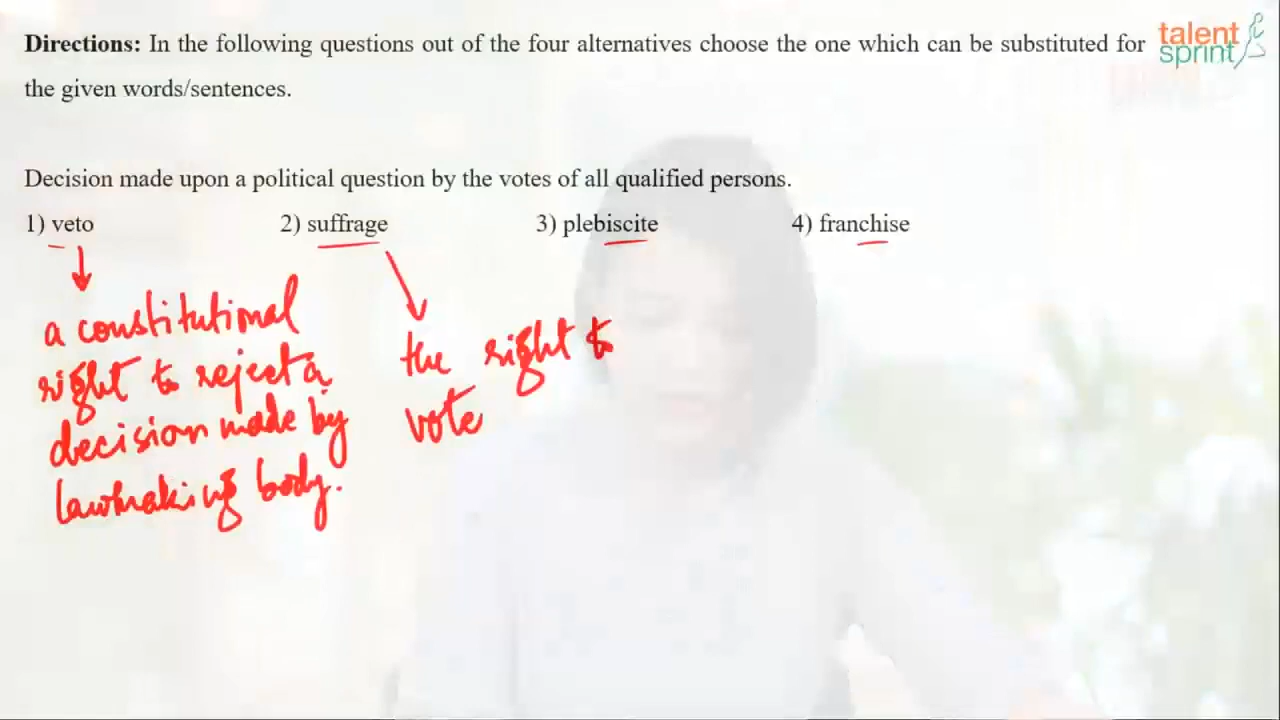 Directions: In the following questions out of the four alternatives choose the one which can be substituted for
the given words/sentences.
talent
sprint
Decision made upon a political question by the votes of all qualified persons.
1) veto 2) suffrage 3) plebiscite 4) franchise
a constitutional
right to reject a
decision made by
lawmaking body.
the right to
vote